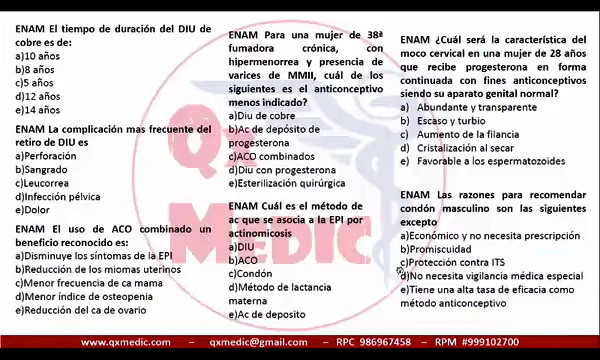 ENAM El tiempo de duración del DIU de
cobre es de:
a)10 años
b)8 años
c)5 años
d)12 años
e)14 años
ENAM La complicación mas frecuente del
retiro de DIU es
a)Perforación
b)Sangrado
c)Leucorrea
d)Infección pélvica
e)Dolor
ENAM El uso de ACO combinado un
beneficio reconocido es:
a)Disminuye los síntomas de la EPI
b)Reducción de los miomas uterinos
c)Menor frecuencia de ca mama
d)Menor índice de osteopenia
e)Reducción del ca de ovario
ENAM Para una mujer de 38ª
fumadora crónica, con
hipermenorrea y presencia de
varices de MMII, cuál de los
siguientes es el anticonceptivo
menos indicado?
a)Diu de cobre
b)Ac de depósito de
progesterona
c)ACO combinados
d)Diu con progesterona
e)Esterilización quirúrgica
ENAM Cuál es el método de
ac que se asocia a la EPI por
actinomicosis
a)DIU
b)ACO
c)Condón
d)Método de lactancia
materna
e)Ac de deposito
ENAM ¿Cuál será la característica del
moco cervical en una mujer de 28 años
que recibe progesterona en forma
continuada con fines anticonceptivos
siendo su aparato genital normal?
a) Abundente y transparente
b) Escaso y turbio
c) Aumento de la filancia
d) Cristalización al secar
e) Favorable a los espermatozoides
ENAM Las razones para recomendar
condón masculino son las siguientes
excepto
a)Económico y no necesita prescripción
b)Promiscuidad
c)Protección contra ITS
d)No necesita vigilancia médica especial
e)Tiene una alta tasa de eficacia como
método anticonceptivo
Qx
MEDIC
www.qxmedic.com – qxmedic@gmail.com – RPC 986967458 – RPM #999102700